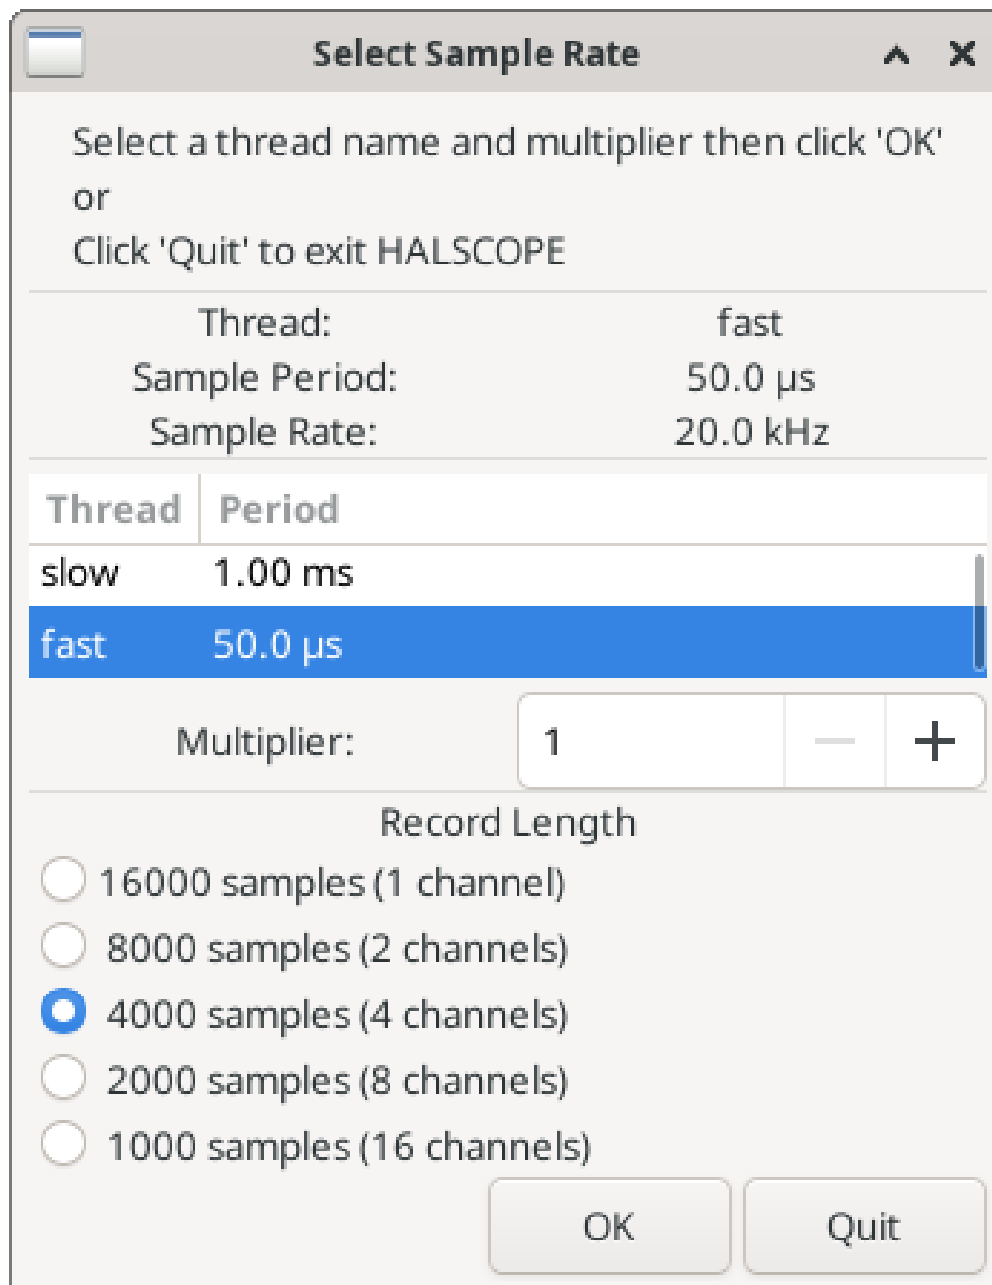 Select Sample Rate
Select a thread name and multiplier then click 'OK'
or
Click 'Quit' to exit HALSCOPE
Thread: fast
Sample Period: 50.0 µs
Sample Rate: 20.0 kHz
Thread Period
slow 1.00 ms
fast 50.0 µs
Multiplier: 1
Record Length
16000 samples (1 channel)
8000 samples (2 channels)
4000 samples (4 channels)
2000 samples (8 channels)
1000 samples (16 channels)
OK Quit